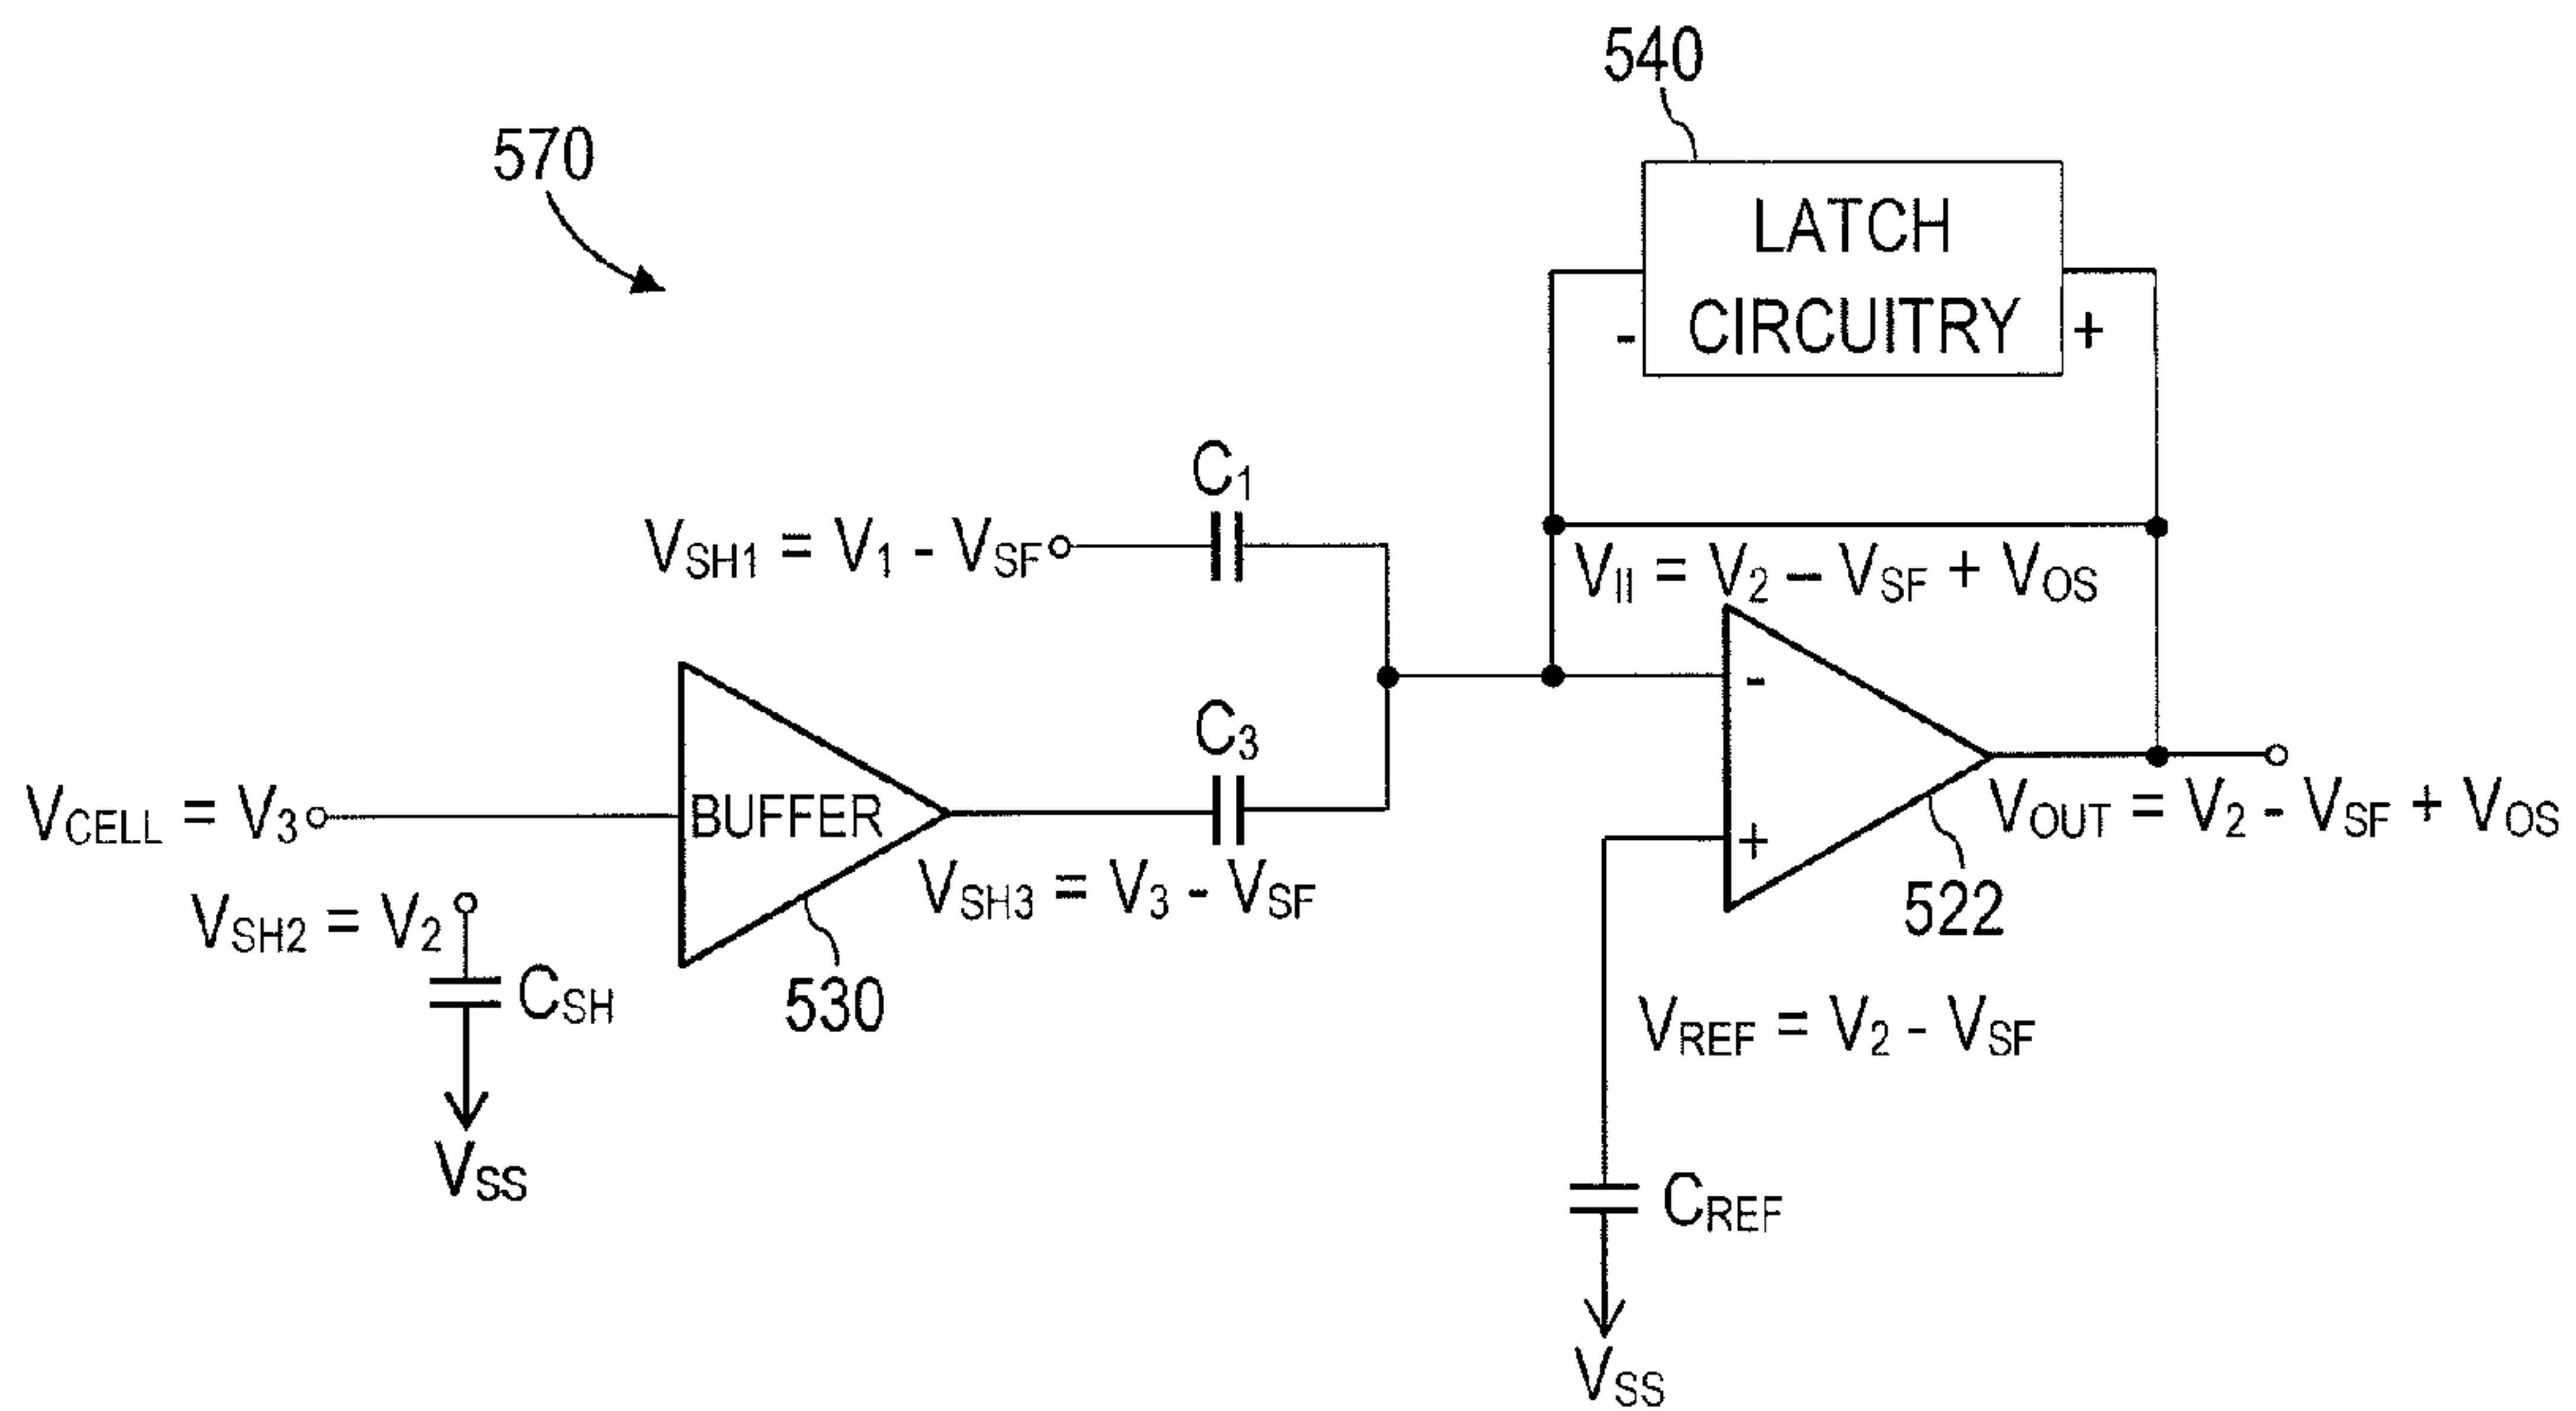 540
570
LATCH
CIRCUITRY
- +
C1
VSH1 = V1 - VSF
VII = V2 – VSF + VOS
-
C3
BUFFER
VCELL = V3
VOUT = V2 - VSF + VOS
+
VSH3 = V3 - VSF
522
VSH2 = V2
CSH
530
VREF = V2 - VSF
VSS
CREF
VSS